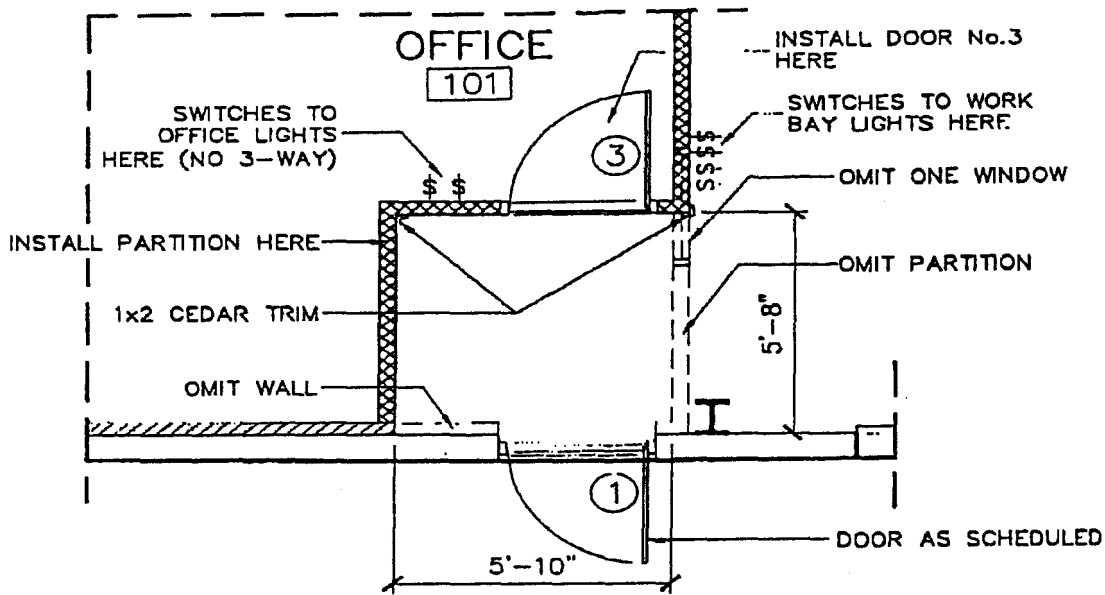 OFFICE
101
INSTALL DOOR No.3
HERE
SWITCHES TO
OFFICE LIGHTS
HERE (NO 3-WAY)
SWITCHES TO WORK
BAY LIGHTS HERE.
3
$ $
SSSS
OMIT ONE WINDOW
INSTALL PARTITION HERE
OMIT PARTITION
1x2 CEDAR TRIM
5'-8"
OMIT WALL
1
DOOR AS SCHEDULED
5'-10"